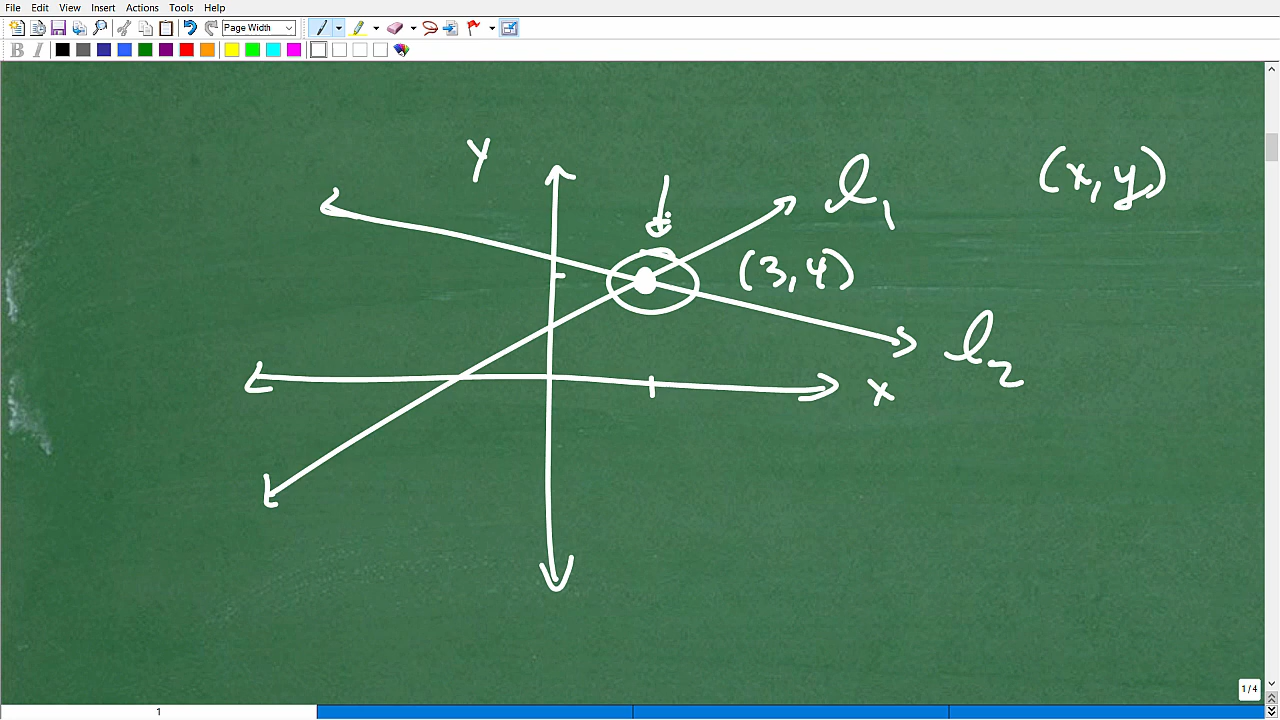 File Edit View Insert Actions Tools Help
Page Width
B I
y
l₁
(x, y)
(3, 4)
l₂
x
1/4
1